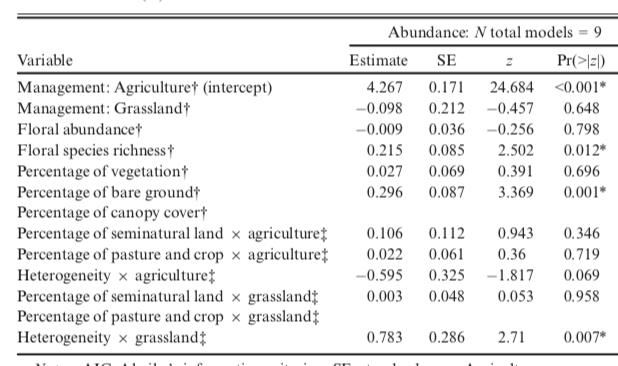 Abundance: N total models = 9
Variable Estimate SE z Pr(>|z|)
Management: Agriculture† (intercept) 4.267 0.171 24.684 <0.001*
Management: Grassland† −0.098 0.212 −0.457 0.648
Floral abundance† −0.009 0.036 −0.256 0.798
Floral species richness† 0.215 0.085 2.502 0.012*
Percentage of vegetation† 0.027 0.069 0.391 0.696
Percentage of bare ground† 0.296 0.087 3.369 0.001*
Percentage of canopy cover†
Percentage of seminatural land × agriculture‡ 0.106 0.112 0.943 0.346
Percentage of pasture and crop × agriculture‡ 0.022 0.061 0.36 0.719
Heterogeneity × agriculture‡ −0.595 0.325 −1.817 0.069
Percentage of seminatural land × grassland‡ 0.003 0.048 0.053 0.958
Percentage of pasture and crop × grassland‡
Heterogeneity × grassland‡ 0.783 0.286 2.71 0.007*